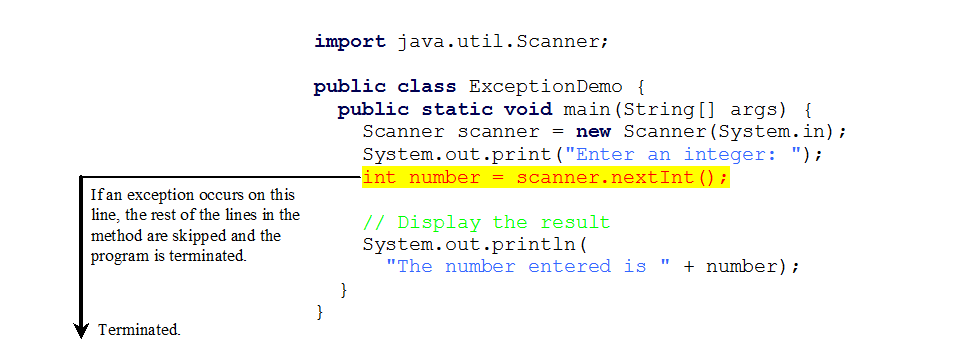 import java.util.Scanner;
public class ExceptionDemo {
public static void main(String[] args) {
Scanner scanner = new Scanner(System.in);
System.out.print("Enter an integer: ");
int number = scanner.nextInt();
If an exception occurs on this
line, the rest of the lines in the
method are skipped and the
program is terminated.
// Display the result
System.out.println(
"The number entered is " + number);
}
}
Terminated.